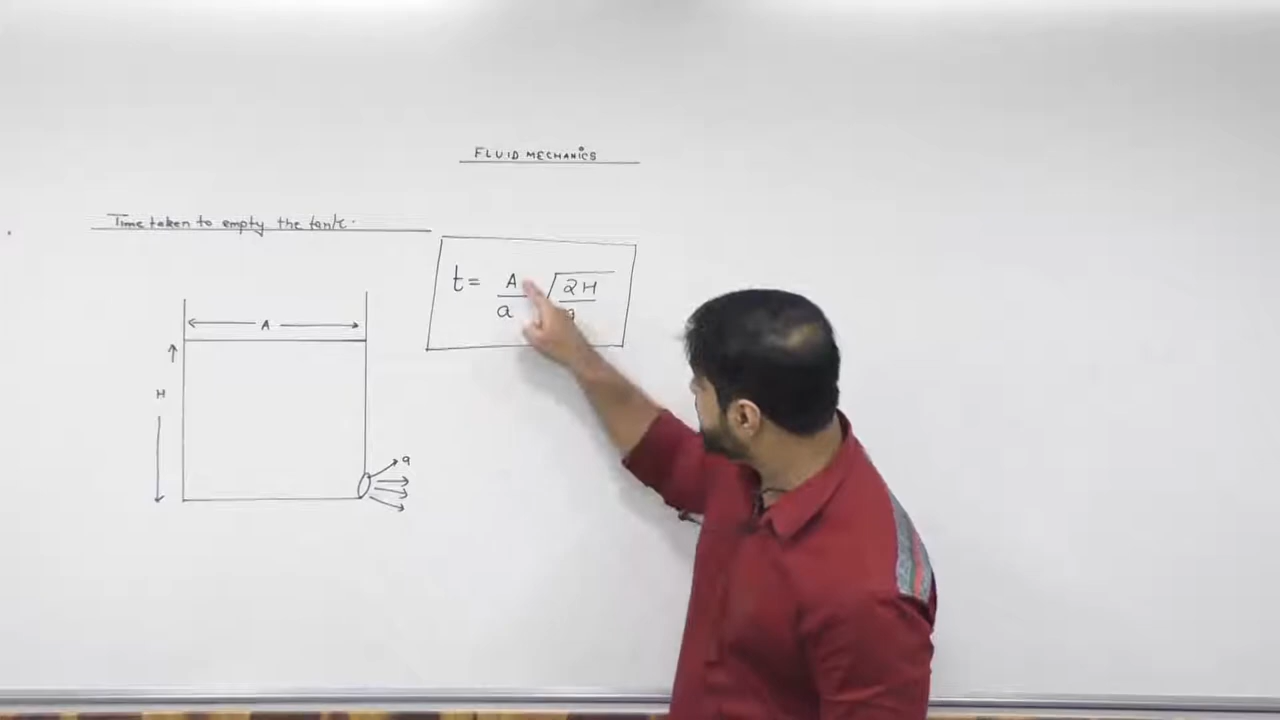 FLUID MECHANICS
Time taken to empty the tank.
t = A/a √2H/g
A
H
a